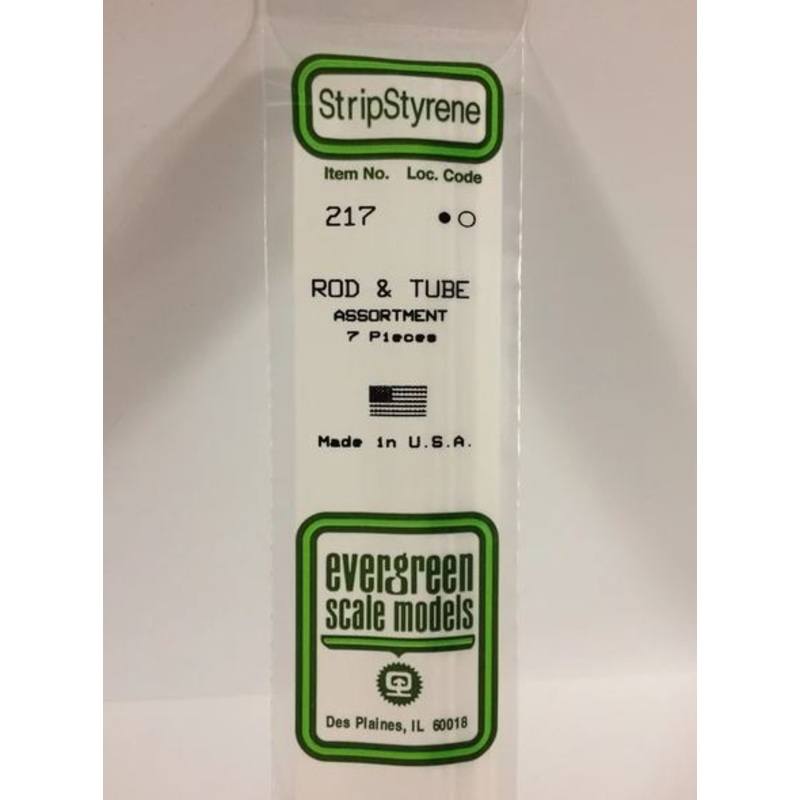 StripStyrene
Item No. Loc. Code
217
ROD & TUBE
ASSORTMENT
7 Pieces
Made in U.S.A.
evergreen
scale models
Des Plaines, IL 60018